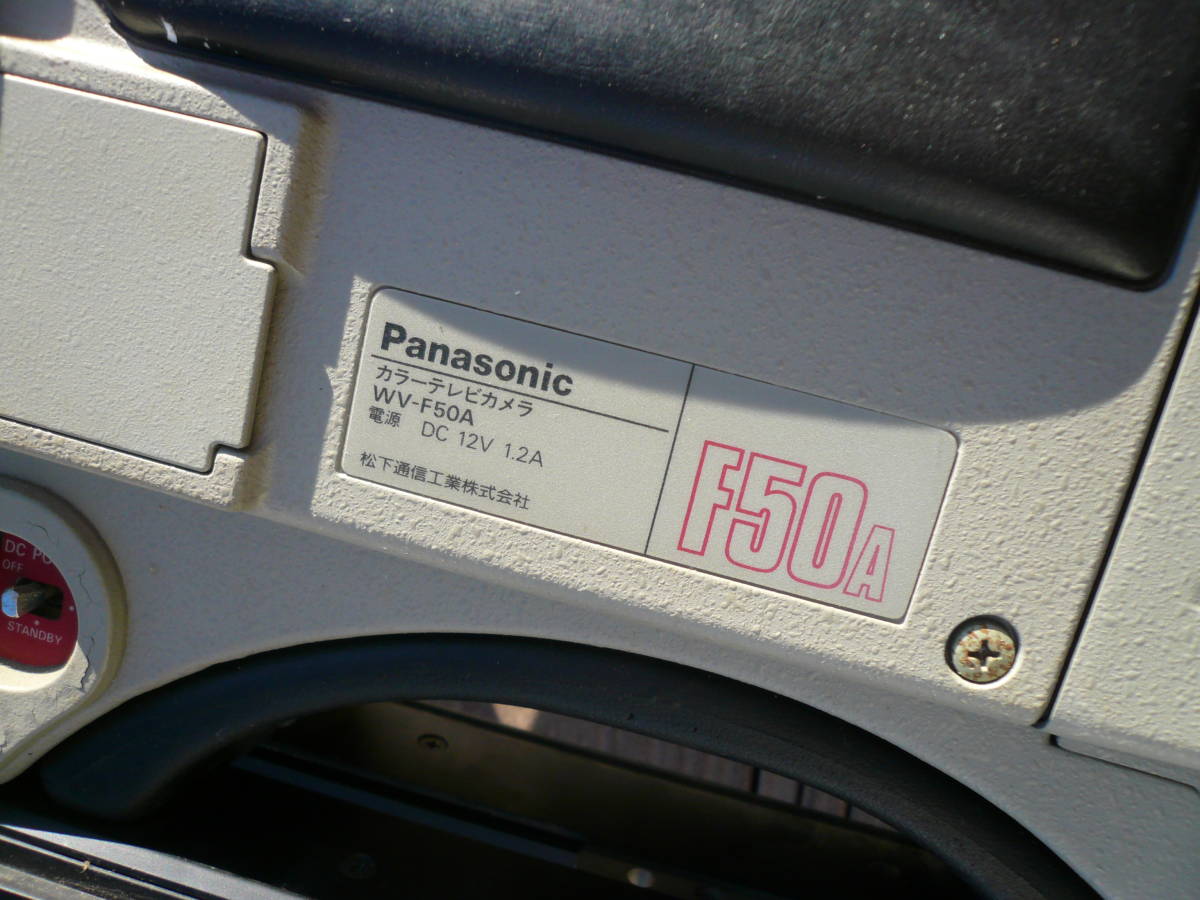 Panasonic
カラーテレビカメラ
WV-F50A
電源 DC 12V 1.2A
松下通信工業株式会社
F50A
DC
OFF
STANDBY